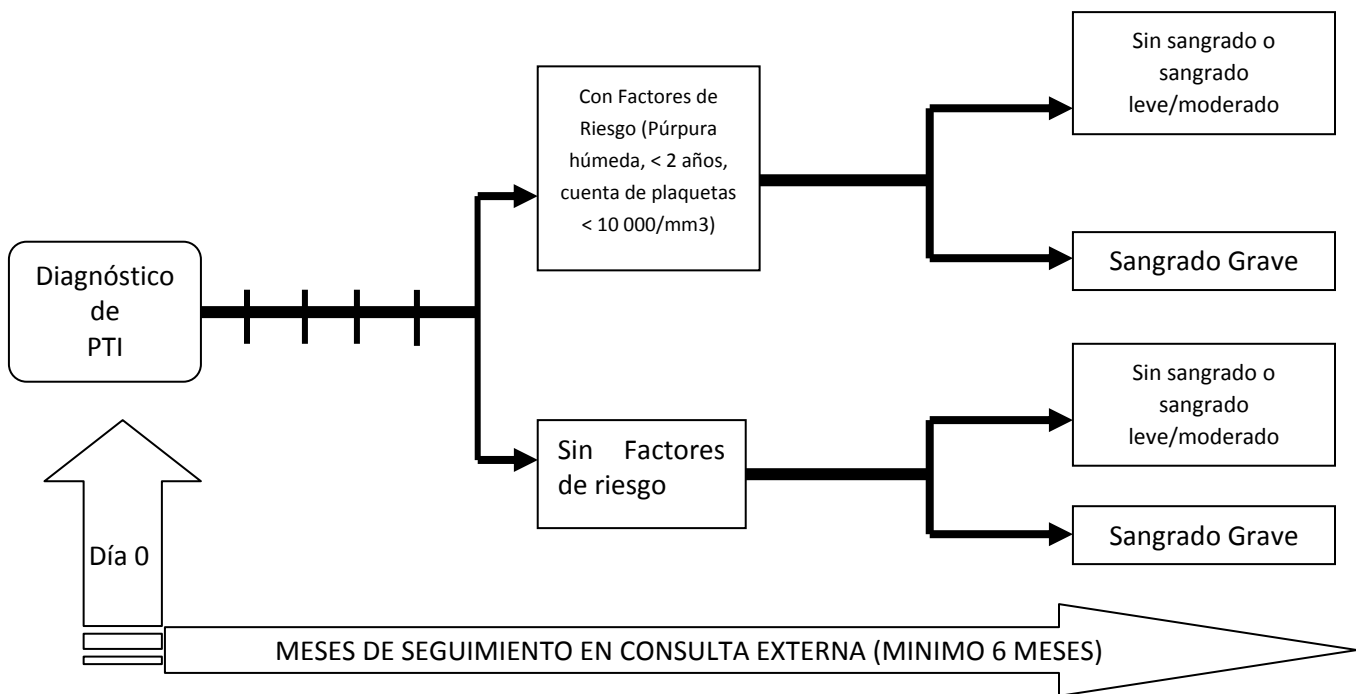 Diagnóstico
de
PTI
Día 0
Con Factores de
Riesgo (Púrpura
húmeda, < 2 años,
cuenta de plaquetas
< 10 000/mm3)
Sin Factores
de riesgo
Sin sangrado o
sangrado
leve/moderado
Sangrado Grave
Sin sangrado o
sangrado
leve/moderado
Sangrado Grave
MESES DE SEGUIMIENTO EN CONSULTA EXTERNA (MINIMO 6 MESES)